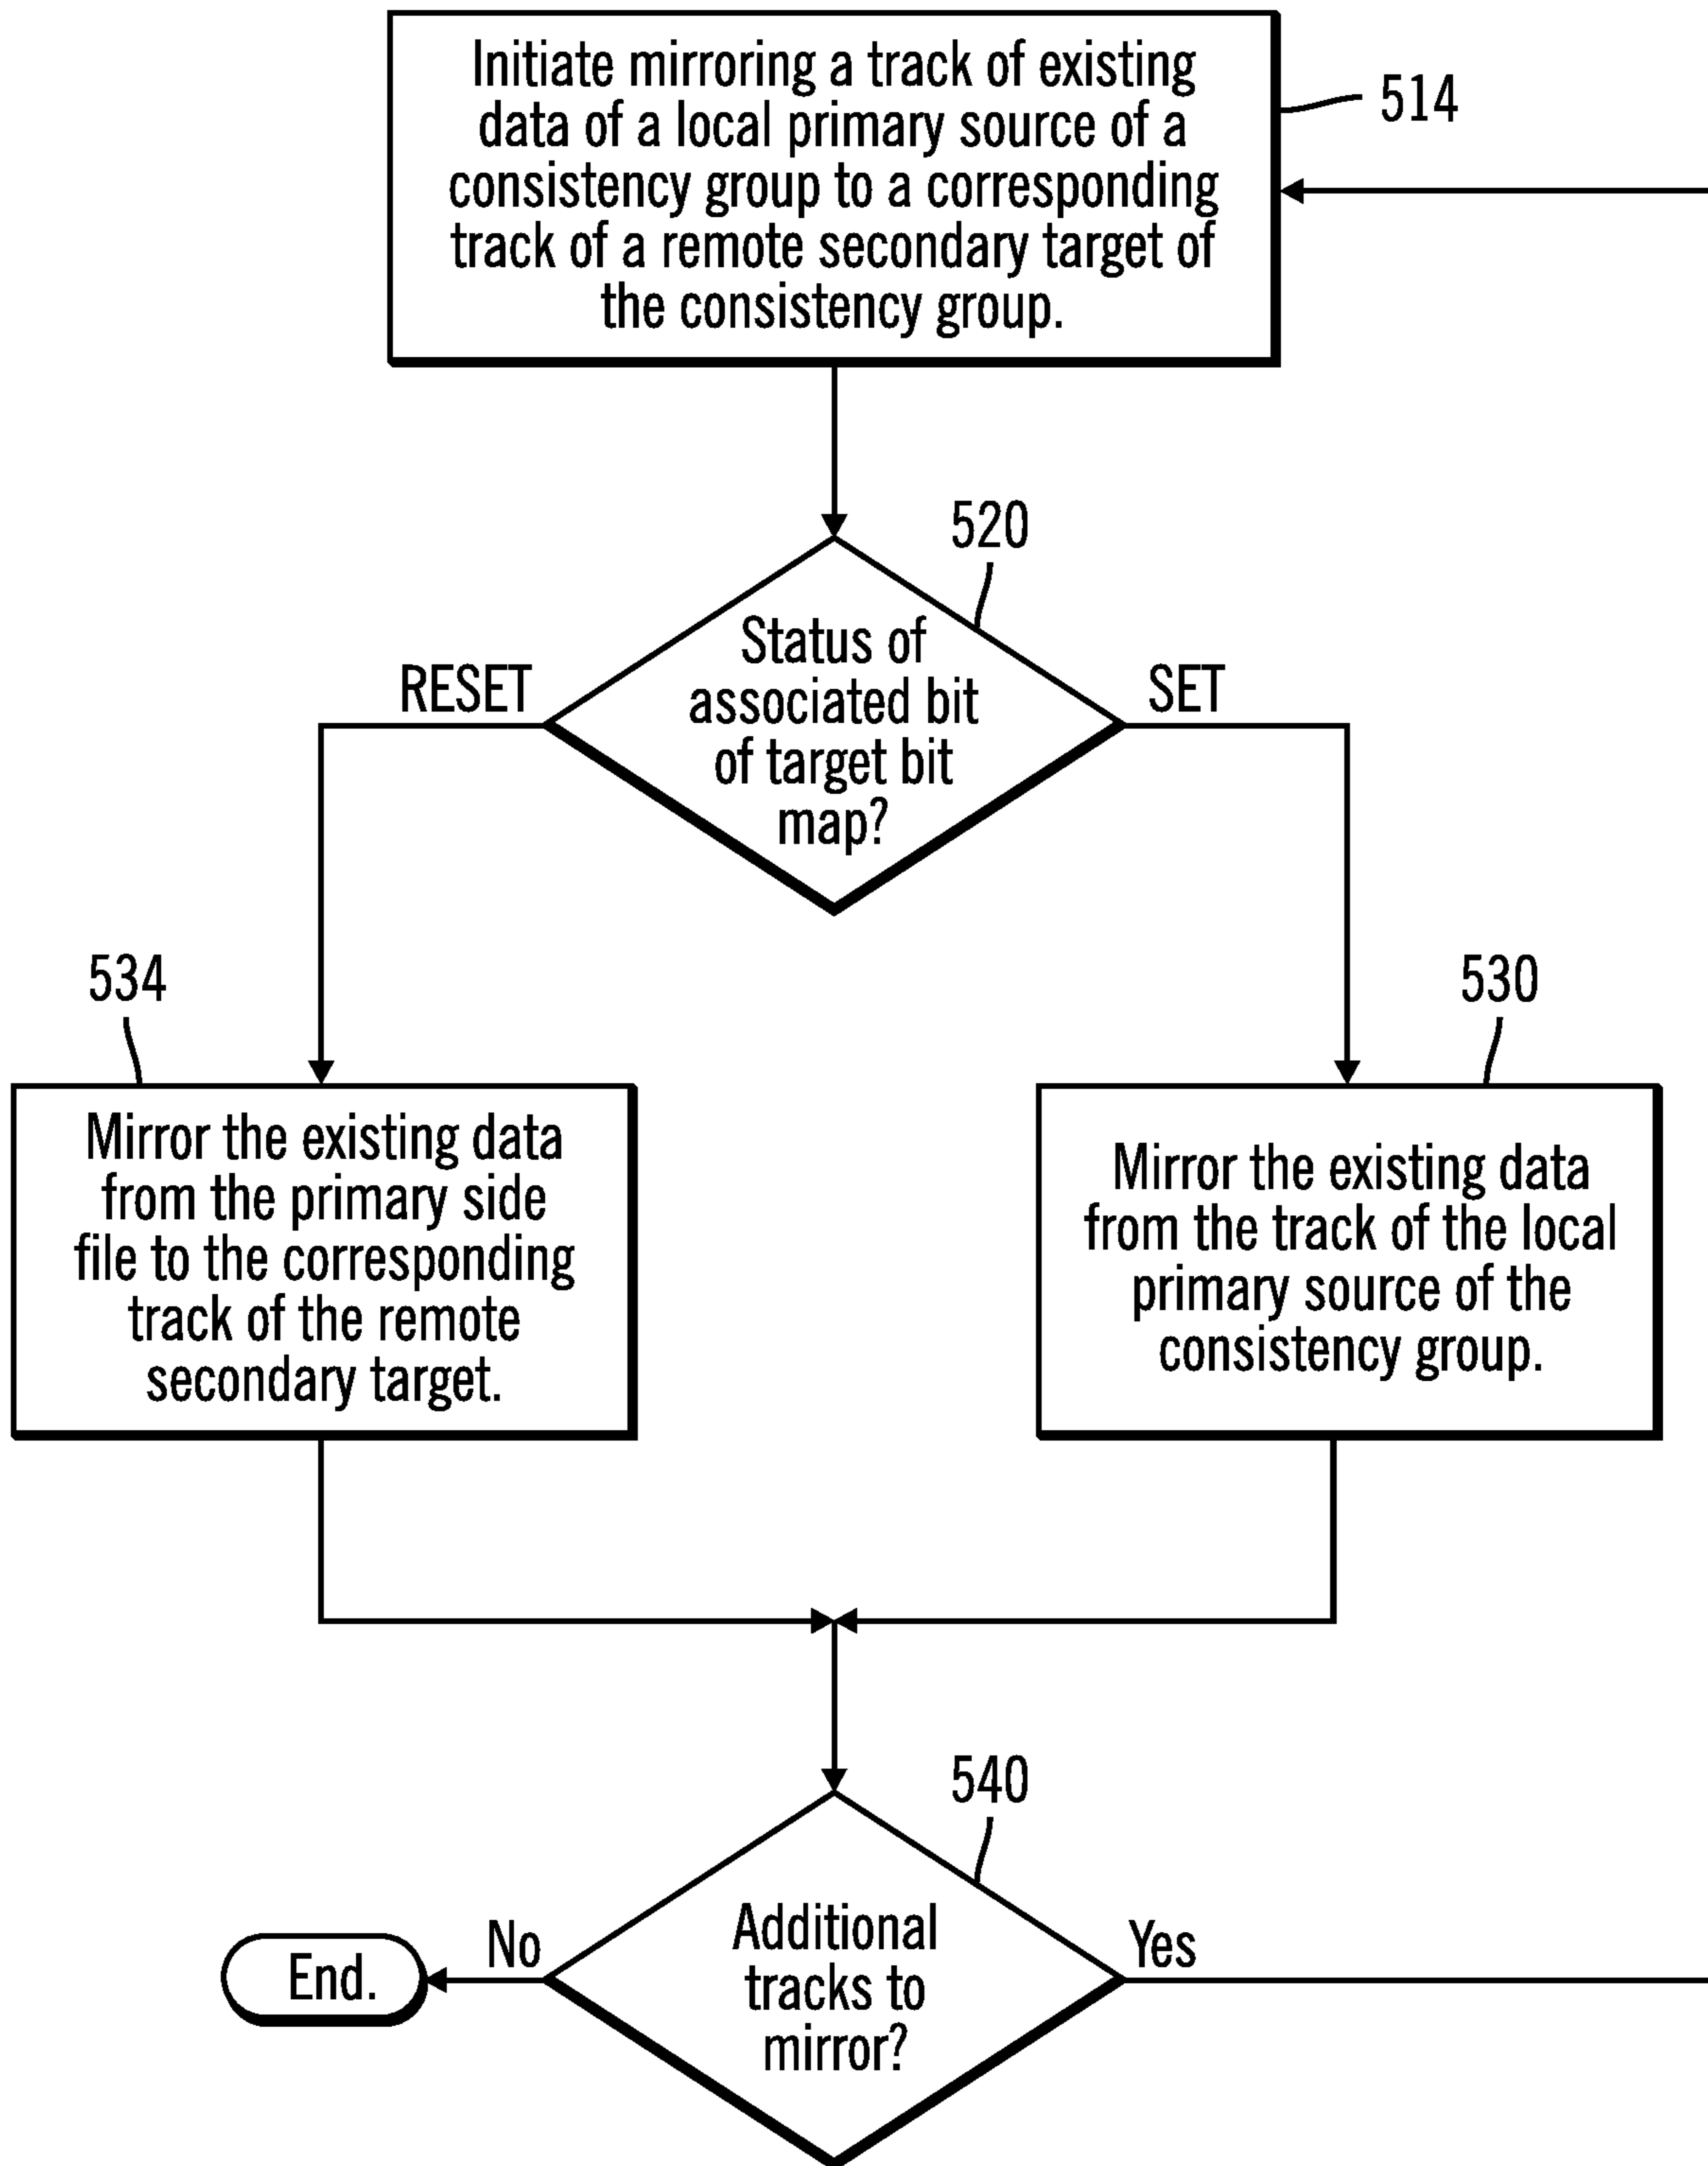 Initiate mirroring a track of existing
data of a local primary source of a
consistency group to a corresponding
track of a remote secondary target of
the consistency group.
514
520
Status of
associated bit
of target bit
map?
RESET
SET
534
530
Mirror the existing data
from the primary side
file to the corresponding
track of the remote
secondary target.
Mirror the existing data
from the track of the local
primary source of the
consistency group.
540
Additional
tracks to
mirror?
No
Yes
End.